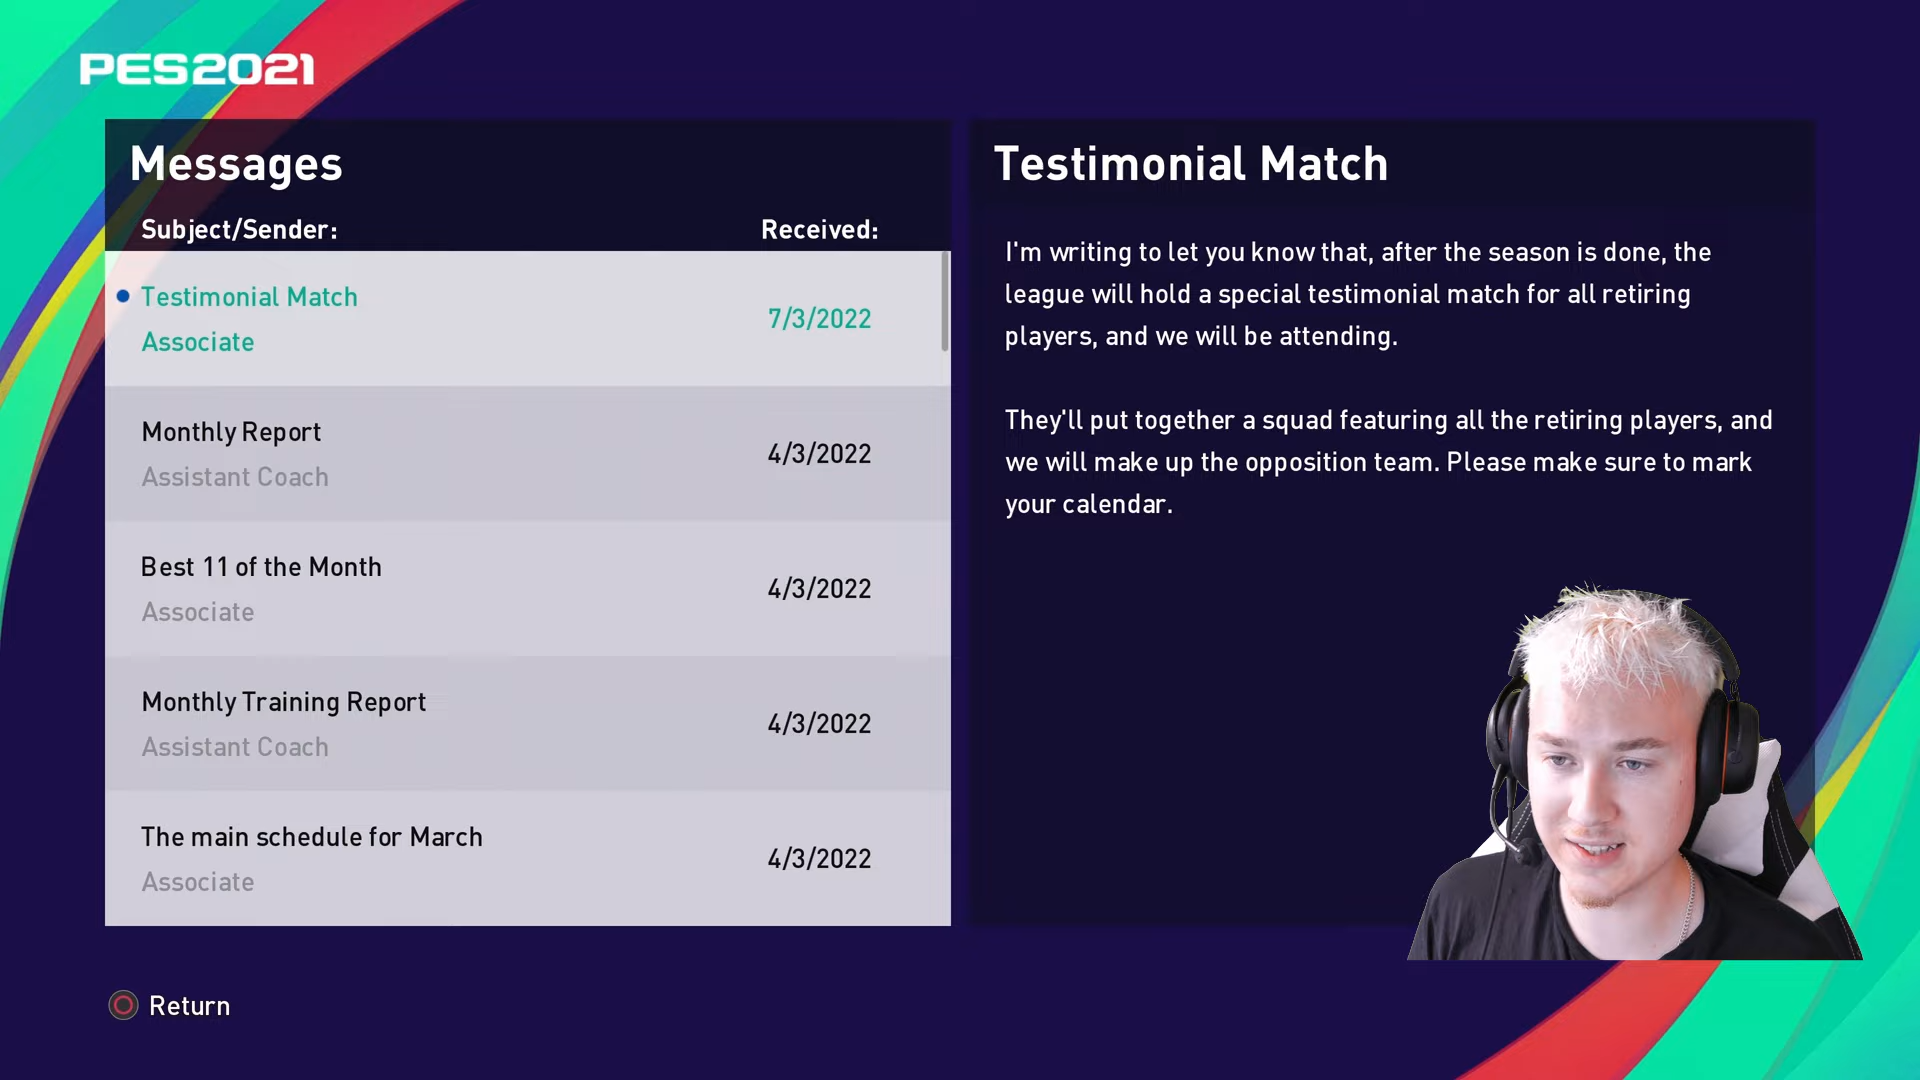 PES2021
Messages
Subject/Sender:
Received:
Testimonial Match
Associate
7/3/2022
Monthly Report
Assistant Coach
4/3/2022
Best 11 of the Month
Associate
4/3/2022
Monthly Training Report
Assistant Coach
4/3/2022
The main schedule for March
Associate
4/3/2022
Testimonial Match
I'm writing to let you know that, after the season is done, the
league will hold a special testimonial match for all retiring
players, and we will be attending.
They'll put together a squad featuring all the retiring players, and
we will make up the opposition team. Please make sure to mark
your calendar.
Return